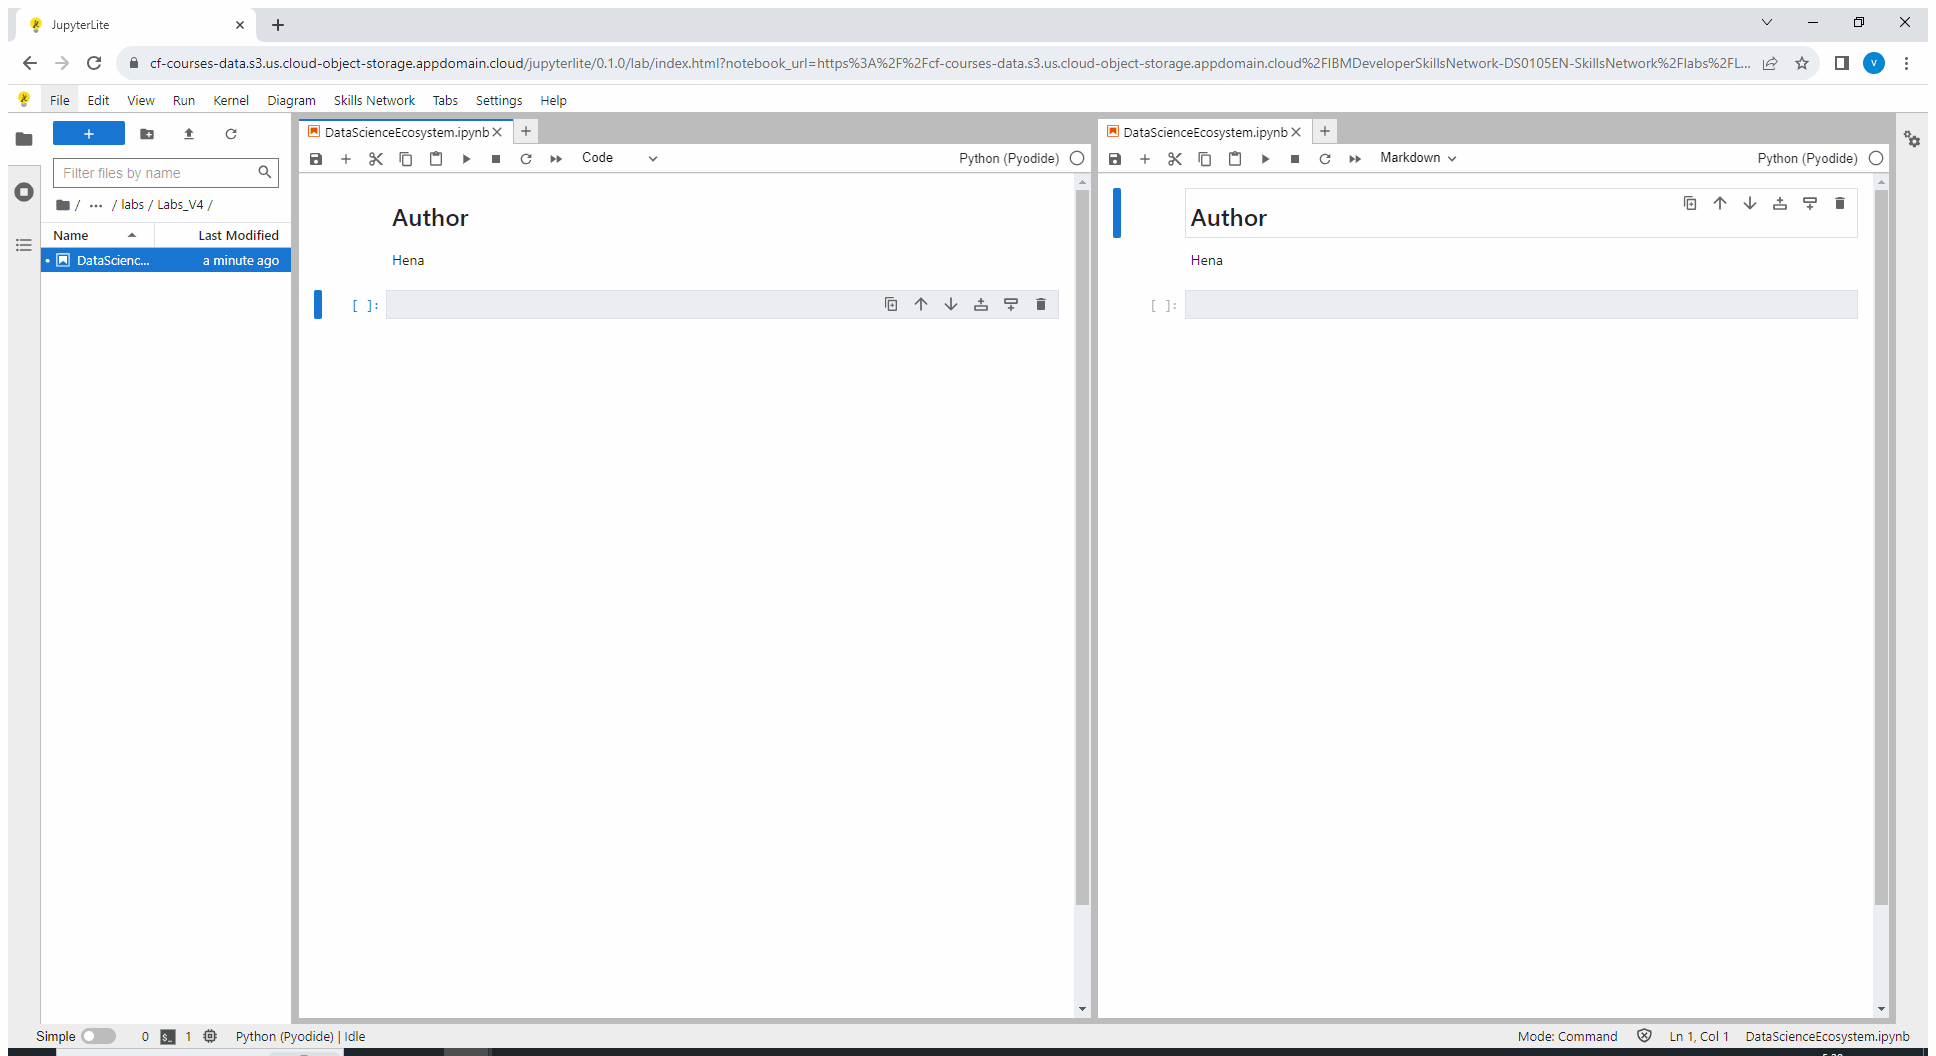 JupyterLite
cf-courses-data.s3.us.cloud-object-storage.appdomain.cloud/jupyterlite/0.1.0/lab/index.html?notebook_url=https%3A%2F%2Fcf-courses-data.s3.us.cloud-object-storage.appdomain.cloud%2FIBMDeveloperSkillsNetwork-DS0105EN-SkillsNetwork%2Flabs%2FL...
V
File Edit View Run Kernel Diagram Skills Network Tabs Settings Help
Filter files by name
/ ... / labs / Labs_V4 /
Name Last Modified
DataScienc... a minute ago
DataScienceEcosystem.ipynb
Code Python (Pyodide)
Author
Hena
[ ]:
DataScienceEcosystem.ipynb
Markdown Python (Pyodide)
Author
Hena
[ ]:
Simple 0 $_ 1 Python (Pyodide) | Idle Mode: Command Ln 1, Col 1 DataScienceEcosystem.ipynb